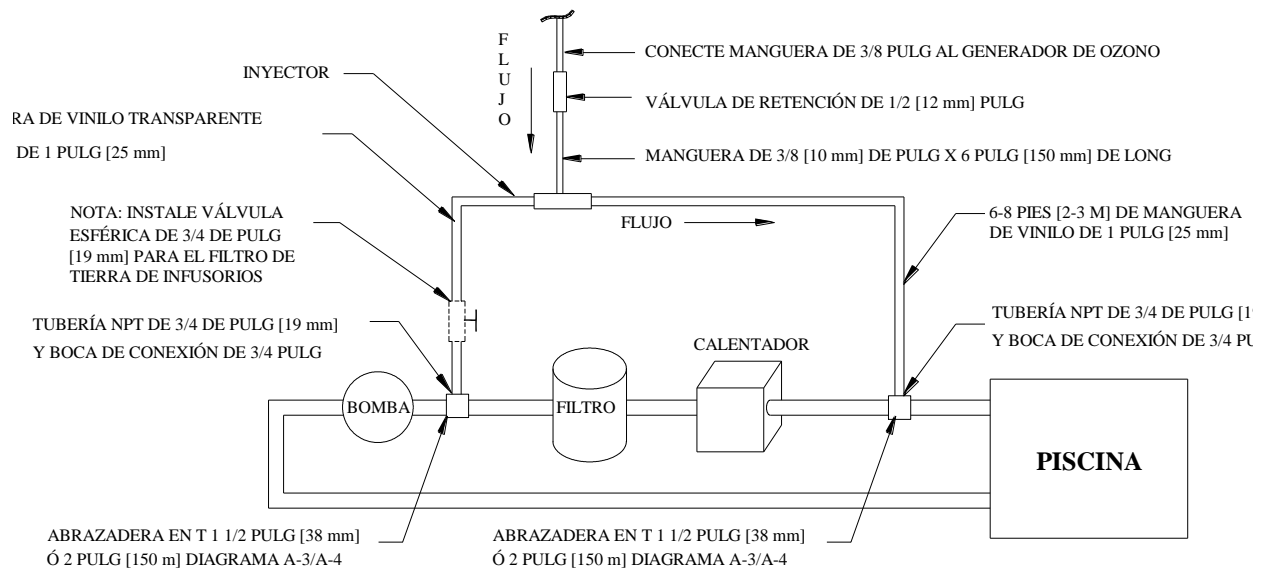 FLUJO
CONECTE MANGUERA DE 3/8 PULG AL GENERADOR DE OZONO
INYECTOR
VÁLVULA DE RETENCIÓN DE 1/2 [12 mm] PULG
RA DE VINILO TRANSPARENTE
DE 1 PULG [25 mm]
MANGUERA DE 3/8 [10 mm] DE PULG X 6 PULG [150 mm] DE LONG
NOTA: INSTALE VÁLVULA
ESFÉRICA DE 3/4 DE PULG
[19 mm] PARA EL FILTRO DE
TIERRA DE INFUSORIOS
FLUJO
6-8 PIES [2-3 M] DE MANGUERA
DE VINILO DE 1 PULG [25 mm]
TUBERÍA NPT DE 3/4 DE PULG [19 mm]
Y BOCA DE CONEXIÓN DE 3/4 PULG
TUBERÍA NPT DE 3/4 DE PULG
Y BOCA DE CONEXIÓN DE 3/4
CALENTADOR
BOMBA
FILTRO
PISCINA
ABRAZADERA EN T 1 1/2 PULG [38 mm]
Ó 2 PULG [150 m] DIAGRAMA A-3/A-4
ABRAZADERA EN T 1 1/2 PULG [38 mm]
Ó 2 PULG [150 m] DIAGRAMA A-3/A-4